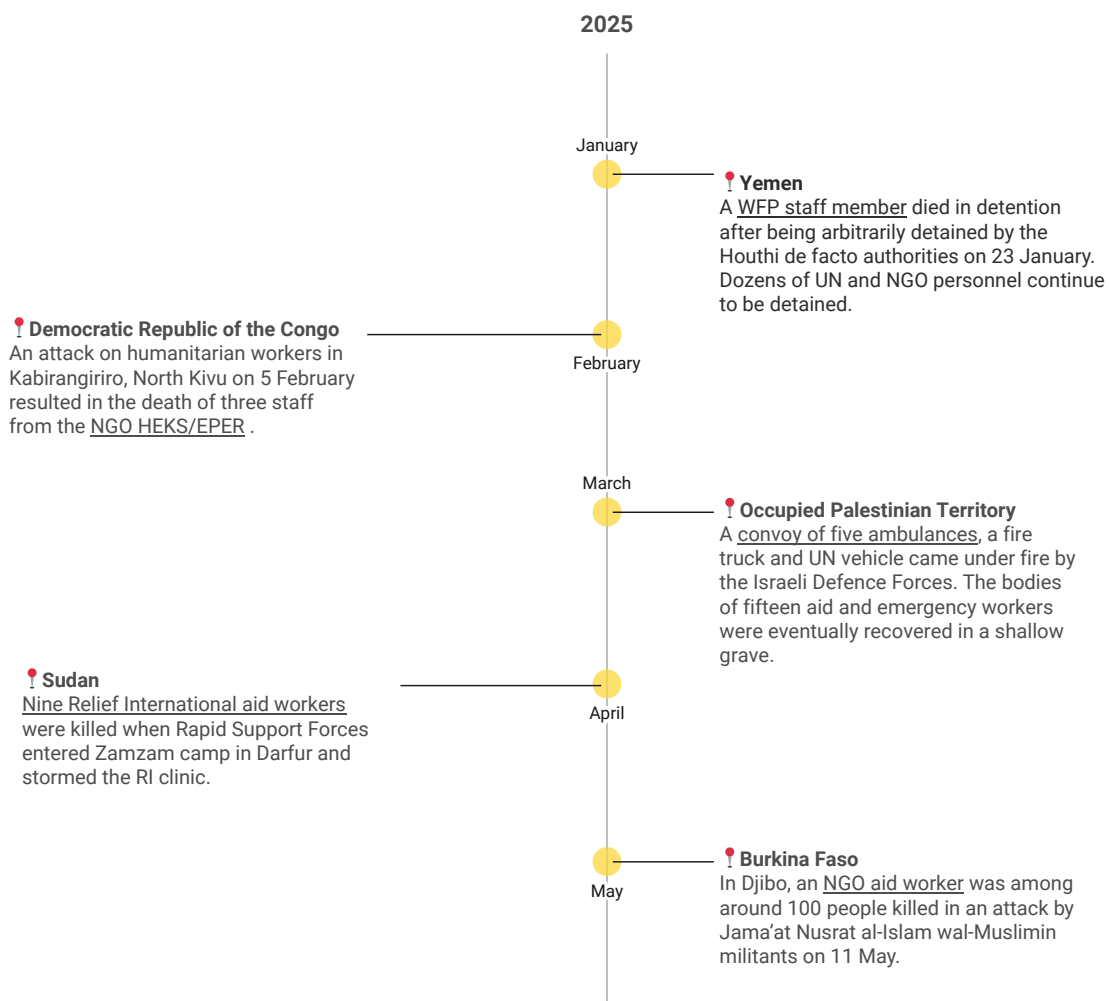 2025
January
Yemen
A WFP staff member died in detention
after being arbitrarily detained by the
Houthi de facto authorities on 23 January.
Dozens of UN and NGO personnel continue
to be detained.
Democratic Republic of the Congo
An attack on humanitarian workers in
Kabirangiriro, North Kivu on 5 February
resulted in the death of three staff
from the NGO HEKS/EPER .
February
March
Occupied Palestinian Territory
A convoy of five ambulances, a fire
truck and UN vehicle came under fire by
the Israeli Defence Forces. The bodies
of fifteen aid and emergency workers
were eventually recovered in a shallow
grave.
Sudan
Nine Relief International aid workers
were killed when Rapid Support Forces
entered Zamzam camp in Darfur and
stormed the RI clinic.
April
Burkina Faso
In Djibo, an NGO aid worker was among
around 100 people killed in an attack by
Jama’at Nusrat al-Islam wal-Muslimin
militants on 11 May.
May